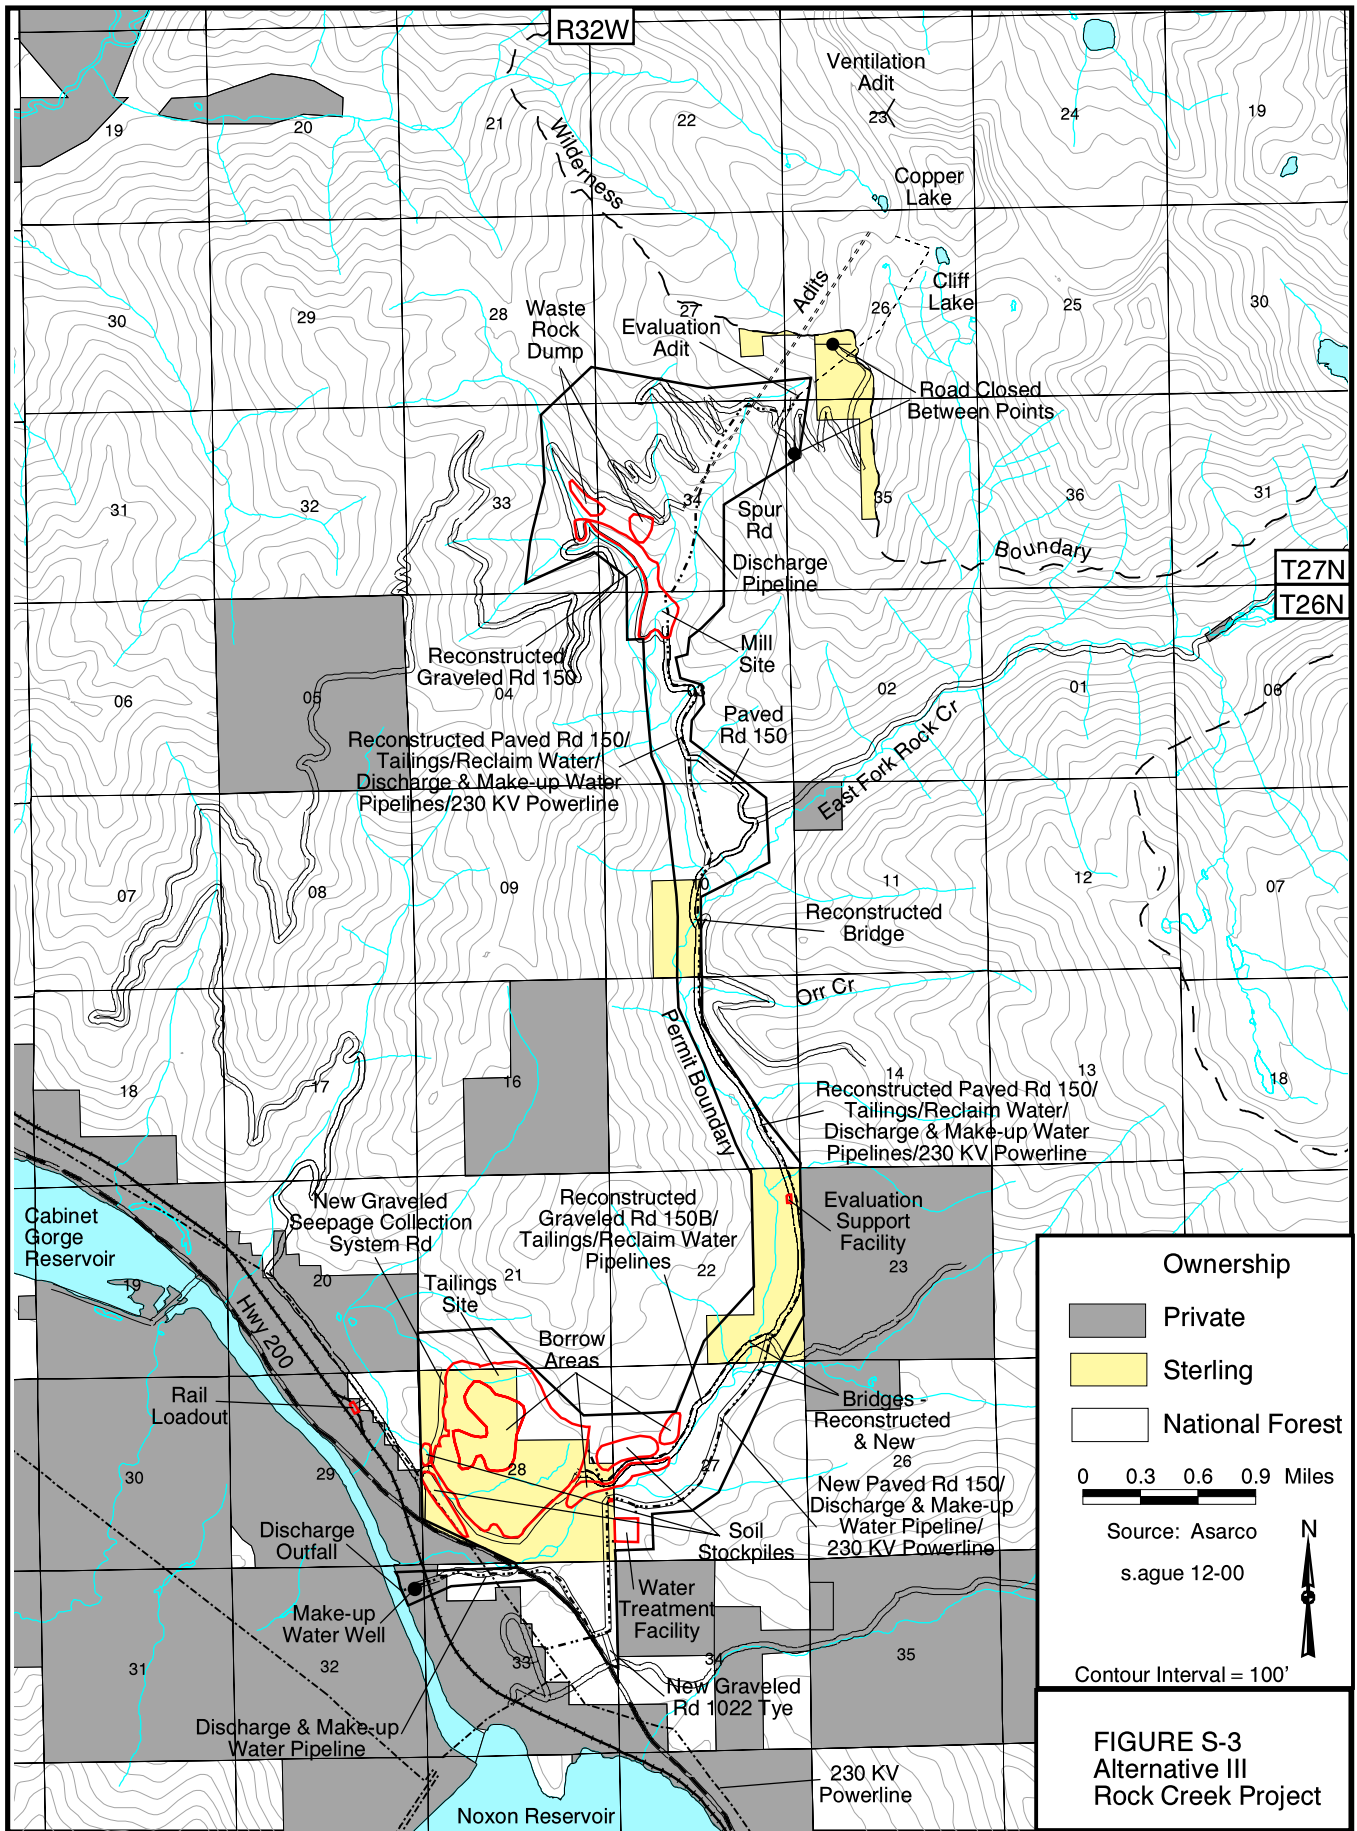 R32W
Ventilation
Adit
19
20
21
22
23
24
19
Wilderness
Copper
Lake
Cliff
Lake
Adits
30
29
28
27
26
25
30
Waste
Rock
Dump
Evaluation
Adit
Road Closed
Between Points
31
32
33
34
35
36
31
Spur
Rd
Discharge
Pipeline
Boundary
T27N
T26N
Mill
Site
Reconstructed
Graveled Rd 150
06
05
04
03
02
01
06
Paved
Rd 150
Reconstructed Paved Rd 150/
Tailings/Reclaim Water/
Discharge & Make-up Water
Pipelines/230 KV Powerline
East Fork Rock Cr
07
08
09
10
11
12
07
Reconstructed
Bridge
Orr Cr
Permit Boundary
18
17
16
14
13
18
Reconstructed Paved Rd 150/
Tailings/Reclaim Water/
Discharge & Make-up Water
Pipelines/230 KV Powerline
Cabinet
Gorge
Reservoir
New Graveled
Seepage Collection
System Rd
Reconstructed
Graveled Rd 150B/
Tailings/Reclaim Water
Pipelines
Evaluation
Support
Facility
19
20
21
22
23
Tailings
Site
Hwy 200
Borrow
Areas
Rail
Loadout
Bridges -
Reconstructed
& New
30
29
28
27
26
New Paved Rd 150/
Discharge & Make-up
Water Pipeline/
230 KV Powerline
Discharge
Outfall
Soil
Stockpiles
Make-up
Water Well
Water
Treatment
Facility
31
32
33
34
35
New Graveled
Rd 1022 Tye
Discharge & Make-up
Water Pipeline
230 KV
Powerline
Noxon Reservoir
Ownership
Private
Sterling
National Forest
0 0.3 0.6 0.9 Miles
Source: Asarco
s.ague 12-00
N
Contour Interval = 100'
FIGURE S-3
Alternative III
Rock Creek Project